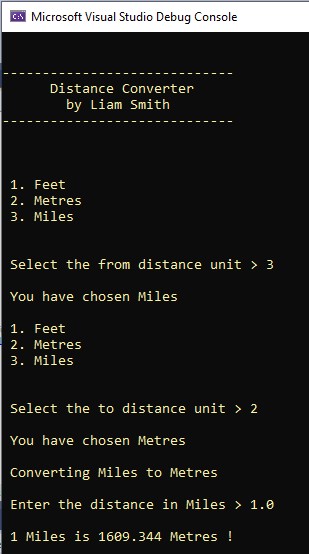 Microsoft Visual Studio Debug Console
-----------------------------
Distance Converter
by Liam Smith
-----------------------------
1. Feet
2. Metres
3. Miles
Select the from distance unit > 3
You have chosen Miles
1. Feet
2. Metres
3. Miles
Select the to distance unit > 2
You have chosen Metres
Converting Miles to Metres
Enter the distance in Miles > 1.0
1 Miles is 1609.344 Metres !